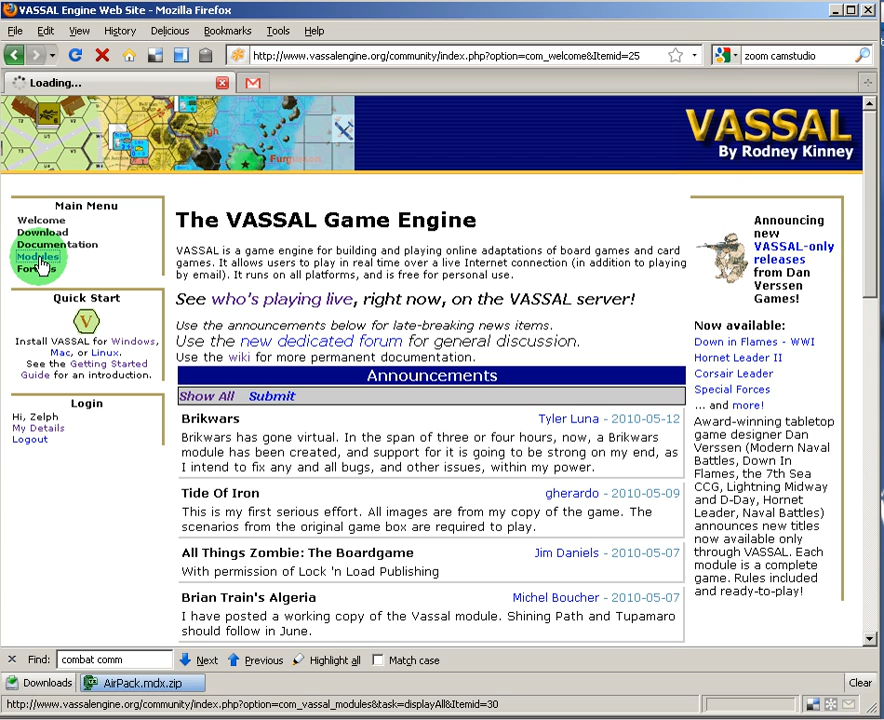 VASSAL Engine Web Site - Mozilla Firefox
File Edit View History Delicious Bookmarks Tools Help
http://www.vassalengine.org/community/index.php?option=com_welcome&Itemid=25
zoom camstudio
Loading...
VASSAL
By Rodney Kinney
Main Menu
Welcome
Download
Documentation
Modules
Quick Start
Install VASSAL for Windows,
Mac, or Linux.
See the Getting Started
Guide for an introduction.
Login
Hi, Zelph
My Details
Logout
The VASSAL Game Engine
VASSAL is a game engine for building and playing online adaptations of board games and card
games. It allows users to play in real time over a live Internet connection (in addition to playing
by email). It runs on all platforms, and is free for personal use.
See who's playing live, right now, on the VASSAL server!
Use the announcements below for late-breaking news items.
Use the new dedicated forum for general discussion.
Use the wiki for more permanent documentation.
Announcements
Show All Submit
Brikwars Tyler Luna - 2010-05-12
Brikwars has gone virtual. In the span of three or four hours, now, a Brikwars
module has been created, and support for it is going to be strong on my end, as
I intend to fix any and all bugs, and other issues, within my power.
Tide Of Iron gherardo - 2010-05-09
This is my first serious effort. All images are from my copy of the game. The
scenarios from the original game box are required to play.
All Things Zombie: The Boardgame Jim Daniels - 2010-05-07
With permission of Lock 'n Load Publishing
Brian Train's Algeria Michel Boucher - 2010-05-07
I have posted a working copy of the Vassal module. Shining Path and Tupamaro
should follow in June.
Announcing
new
VASSAL-only
releases
from Dan
Verssen
Games!
Now available:
Down in Flames - WWI
Hornet Leader II
Corsair Leader
Special Forces
... and more!
Award-winning tabletop
game designer Dan
Verssen (Modern Naval
Battles, Down In
Flames, the 7th Sea
CCG, Lightning Midway
and D-Day, Hornet
Leader, Naval Battles)
announces new titles
now available only
through VASSAL. Each
module is a complete
game. Rules included
and ready-to-play!
Find: combat comm Next Previous Highlight all Match case
Downloads AirPack.mdx.zip Clear
http://www.vassalengine.org/community/index.php?option=com_vassal_modules&task=displayAll&Itemid=30